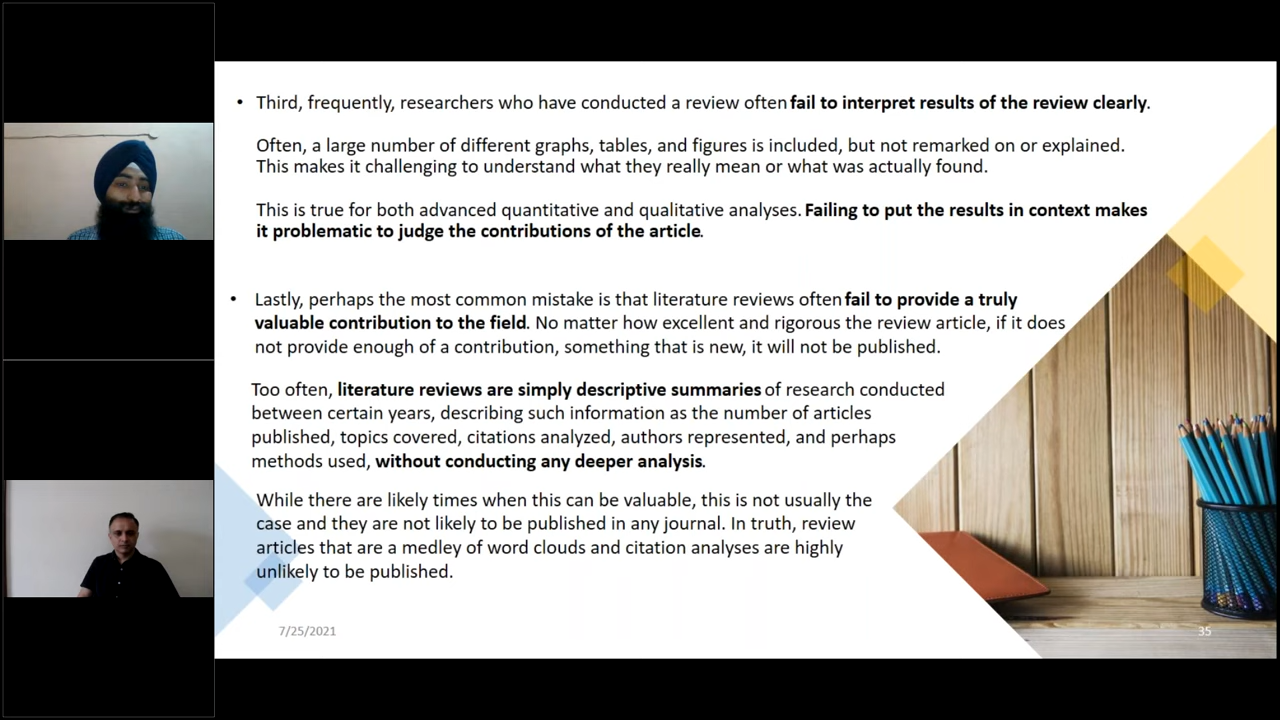 • Third, frequently, researchers who have conducted a review often fail to interpret results of the review clearly.
Often, a large number of different graphs, tables, and figures is included, but not remarked on or explained.
This makes it challenging to understand what they really mean or what was actually found.
This is true for both advanced quantitative and qualitative analyses. Failing to put the results in context makes
it problematic to judge the contributions of the article.
• Lastly, perhaps the most common mistake is that literature reviews often fail to provide a truly
valuable contribution to the field. No matter how excellent and rigorous the review article, if it does
not provide enough of a contribution, something that is new, it will not be published.
Too often, literature reviews are simply descriptive summaries of research conducted
between certain years, describing such information as the number of articles
published, topics covered, citations analyzed, authors represented, and perhaps
methods used, without conducting any deeper analysis.
While there are likely times when this can be valuable, this is not usually the
case and they are not likely to be published in any journal. In truth, review
articles that are a medley of word clouds and citation analyses are highly
unlikely to be published.
7/25/2021
35